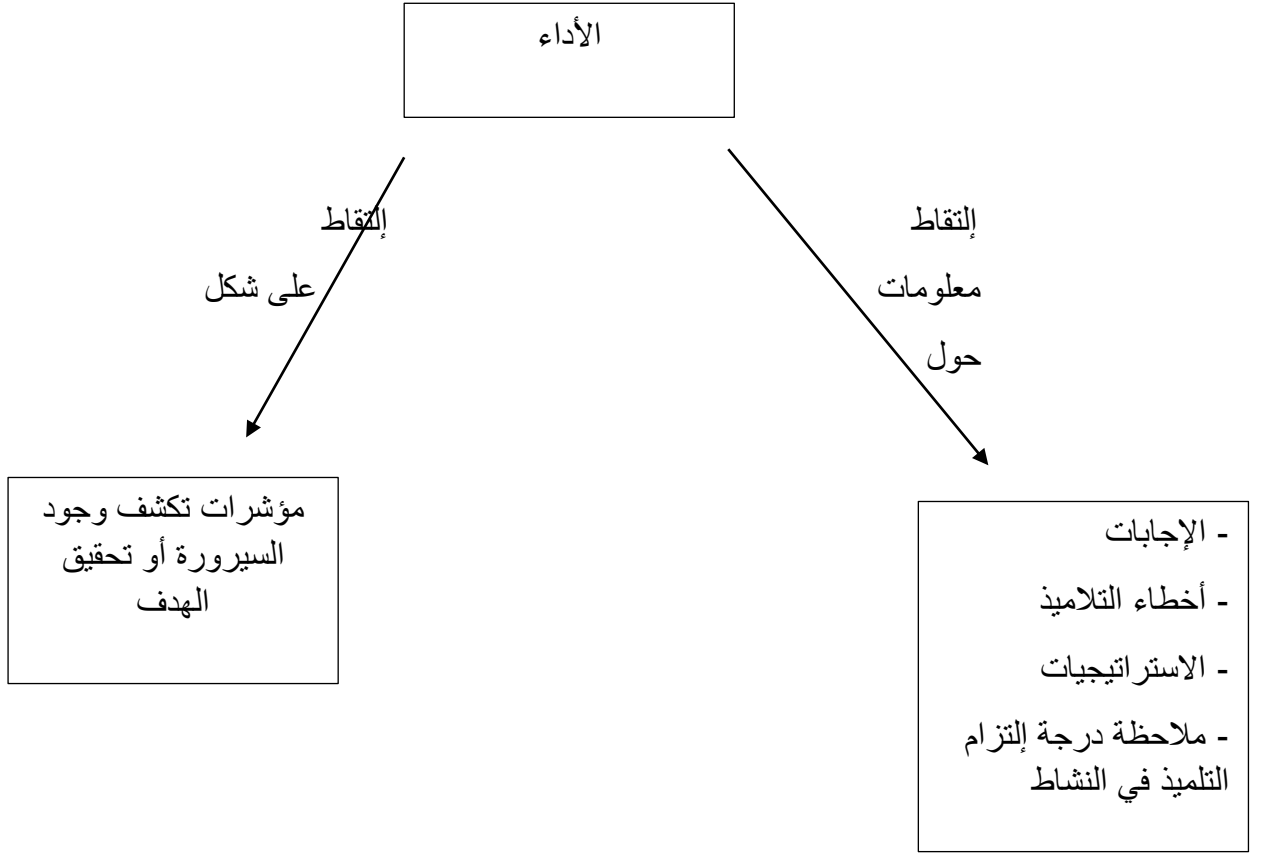 الأداء
إلتقاط
معلومات
حول
إلتقاط
على شكل
- الإجابات
- أخطاء التلاميذ
- الاستراتيجيات
- ملاحظة درجة إلتزام
التلميذ في النشاط
مؤشرات تكشف وجود
السيرورة أو تحقيق
الهدف